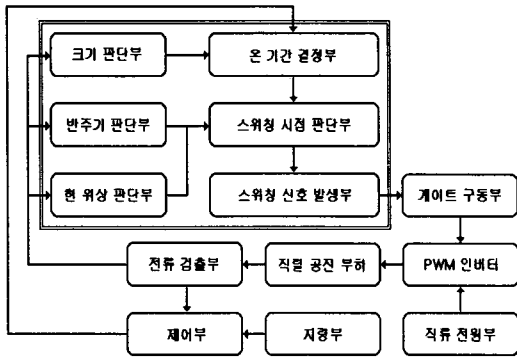 크기 판단부
온 기간 결정부
반주기 판단부
스위칭 시점 판단부
현 위상 판단부
스위칭 신호 발생부
게이트 구동부
전류 검출부
직렬 공진 부하
PWM 인버터
제어부
지령부
직류 전원부